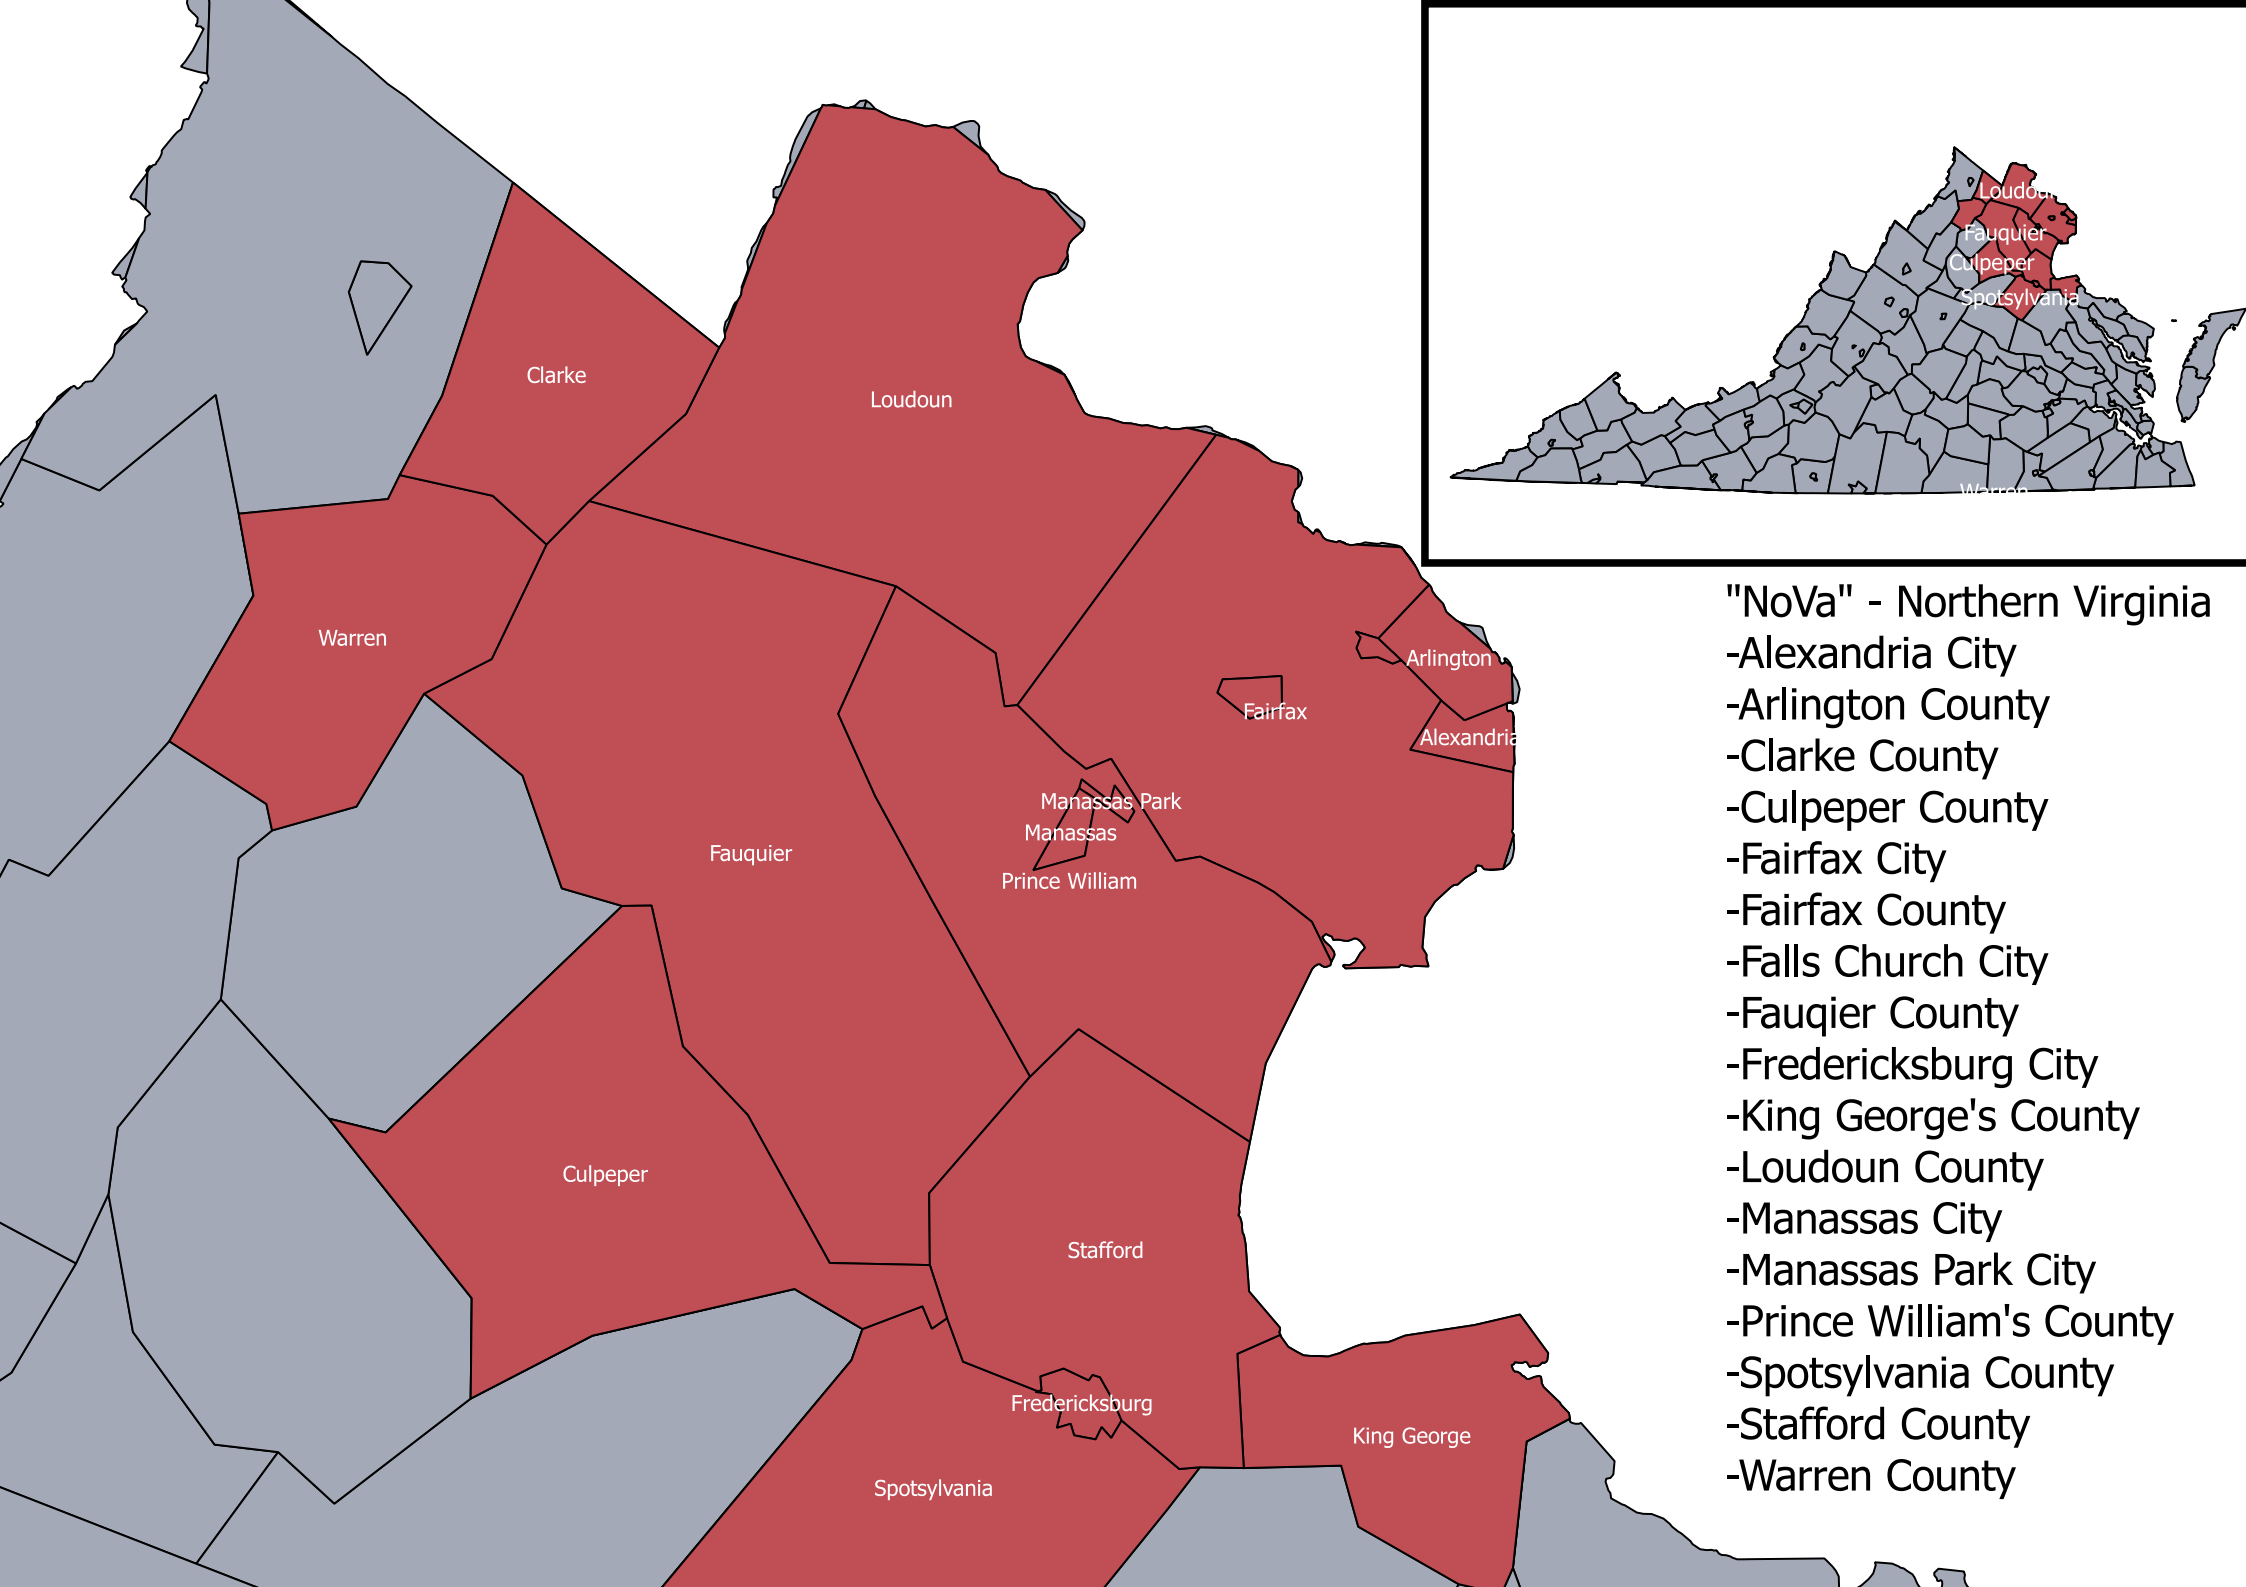 Loudoun
Fauquier
Culpeper
Spotsylvania
Warren
Clarke
Loudoun
Warren
Arlington
Fairfax
Alexandria
Manassas Park
Manassas
Fauquier
Prince William
Culpeper
Stafford
Fredericksburg
King George
Spotsylvania
"NoVa" - Northern Virginia
-Alexandria City
-Arlington County
-Clarke County
-Culpeper County
-Fairfax City
-Fairfax County
-Falls Church City
-Fauqier County
-Fredericksburg City
-King George's County
-Loudoun County
-Manassas City
-Manassas Park City
-Prince William's County
-Spotsylvania County
-Stafford County
-Warren County